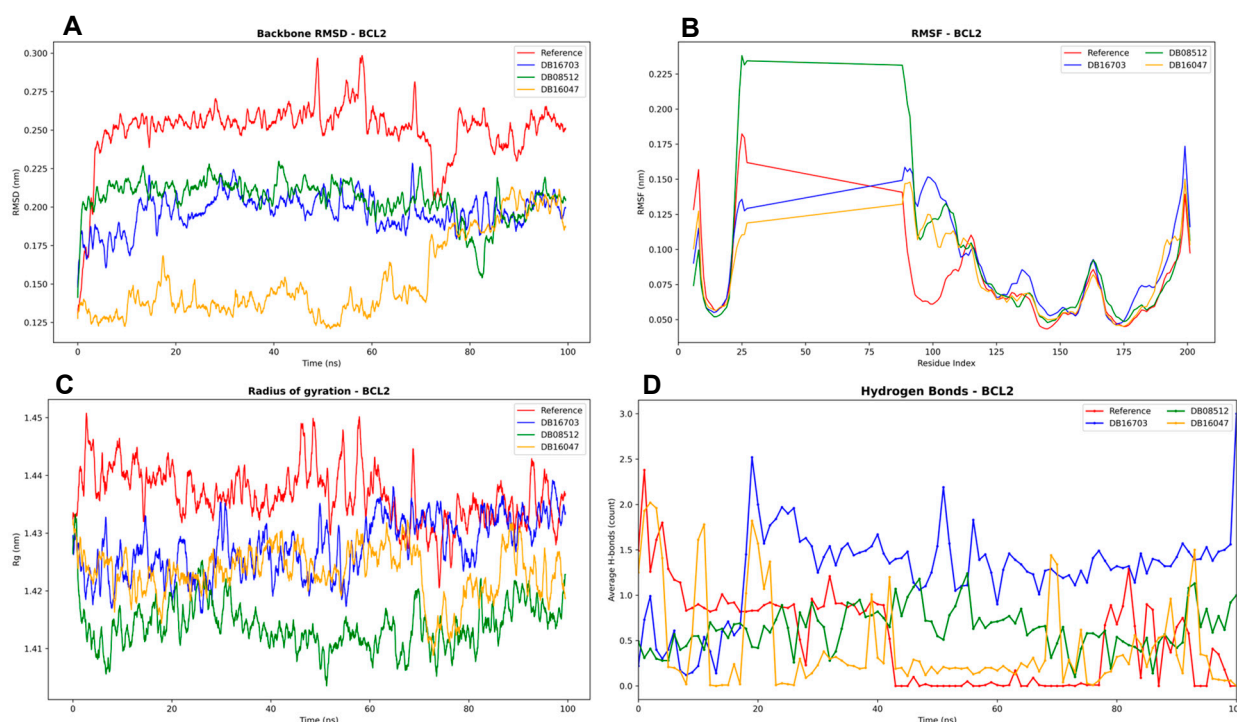 A
Backbone RMSD - BCL2
Reference
DB16703
DB08512
DB16047
0.300
0.275
0.250
0.225
0.200
0.175
0.150
0.125
RMSD (nm)
0
20
40
60
80
100
Time (ns)
B
RMSF - BCL2
Reference
DB16703
DB08512
DB16047
0.225
0.200
0.175
0.150
0.125
0.100
0.075
0.050
RMSF (nm)
0
25
50
75
100
125
150
175
200
Residue Index
C
Radius of gyration - BCL2
Reference
DB16703
DB08512
DB16047
1.45
1.44
1.43
1.42
1.41
Rg (nm)
0
20
40
60
80
100
Time (ns)
D
Hydrogen Bonds - BCL2
Reference
DB16703
DB08512
DB16047
3.0
2.5
2.0
1.5
1.0
0.5
0.0
Average H-bonds (count)
0
20
40
60
80
100
Time (ns)